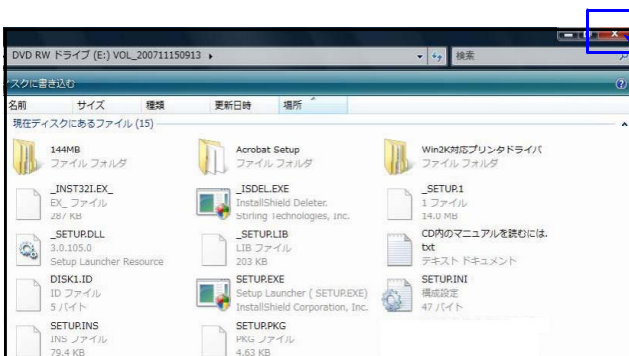 DVD RW ドライブ (E:) VOL_200711150913
検索
スクに書き込む
名前 サイズ 種類 更新日時 場所
現在ディスクにあるファイル (15)
144MB
ファイル フォルダ
Acrobat Setup
ファイル フォルダ
Win2K対応プリンタドライバ
ファイル フォルダ
_INST32I.EX_
EX_ ファイル
287 KB
_ISDEL.EXE
InstallShield Deleter.
Stirling Technologies, Inc.
_SETUP.1
1 ファイル
14.0 MB
_SETUP.DLL
3.0.105.0
Setup Launcher Resource
_SETUP.LIB
LIB ファイル
203 KB
CD内のマニュアルを読むには.
txt
テキスト ドキュメント
DISK1.ID
ID ファイル
5 バイト
SETUP.EXE
Setup Launcher ( SETUP.EXE)
InstallShield Corporation, Inc.
SETUP.INI
構成設定
47 バイト
SETUP.INS
INS ファイル
79.4 KB
SETUP.PKG
PKG ファイル
4.63 KB